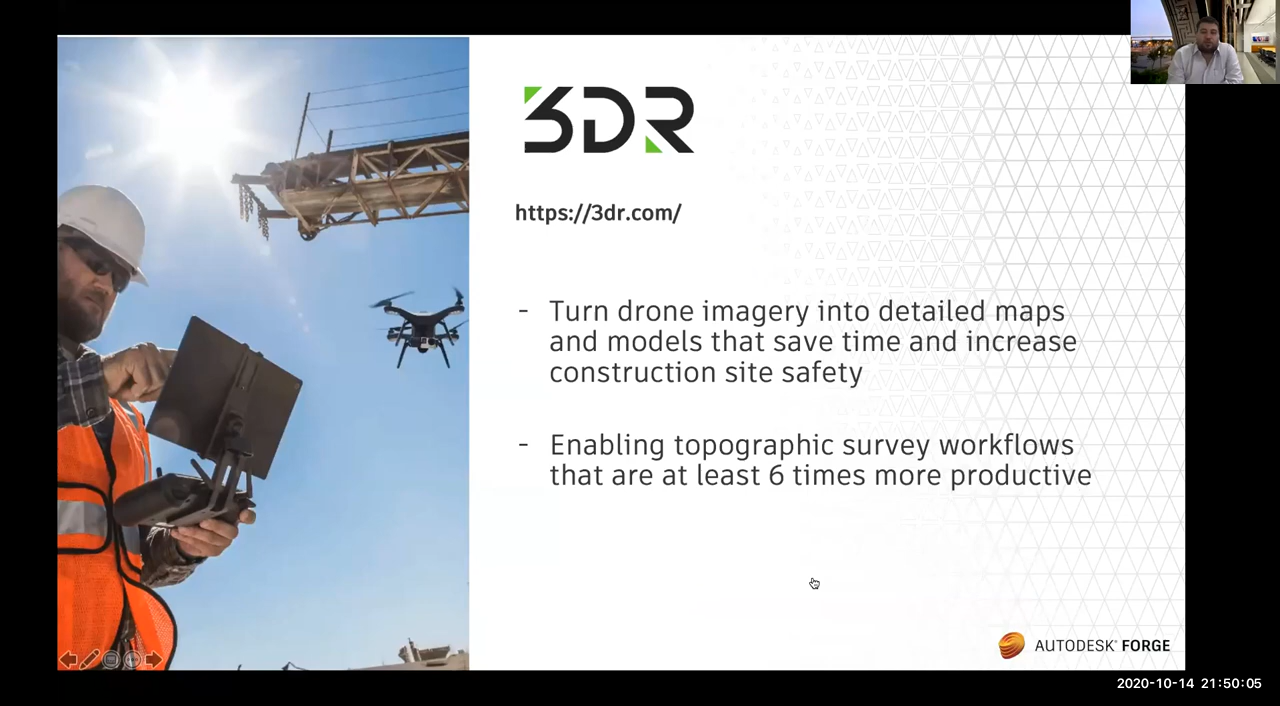 3DR
https://3dr.com/
- Turn drone imagery into detailed maps
and models that save time and increase
construction site safety
- Enabling topographic survey workflows
that are at least 6 times more productive
AUTODESK® FORGE
2020-10-14 21:50:05